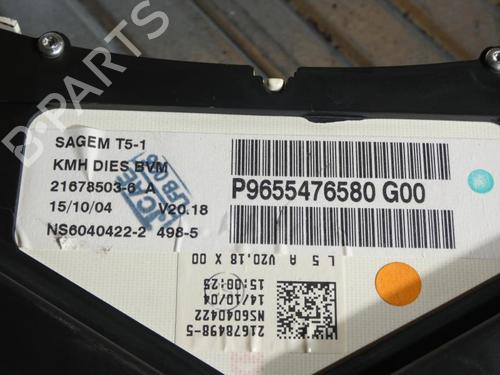 B-PARTS
SAGEM T5-1
KMH DIES BVM
21678503-6 A
15/10/04 V20.18
NS6040422-2 498-5
P9655476580 G00
L 5 A V20.18 X 00
15:08:25
14/10/04
NS6040422
21678498-5